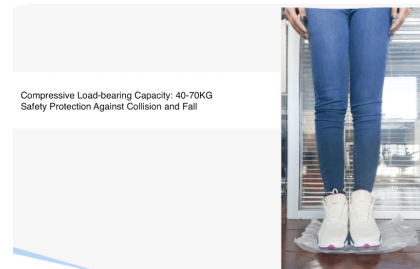 Compressive Load-bearing Capacity: 40-70KG
Safety Protection Against Collision and Fall